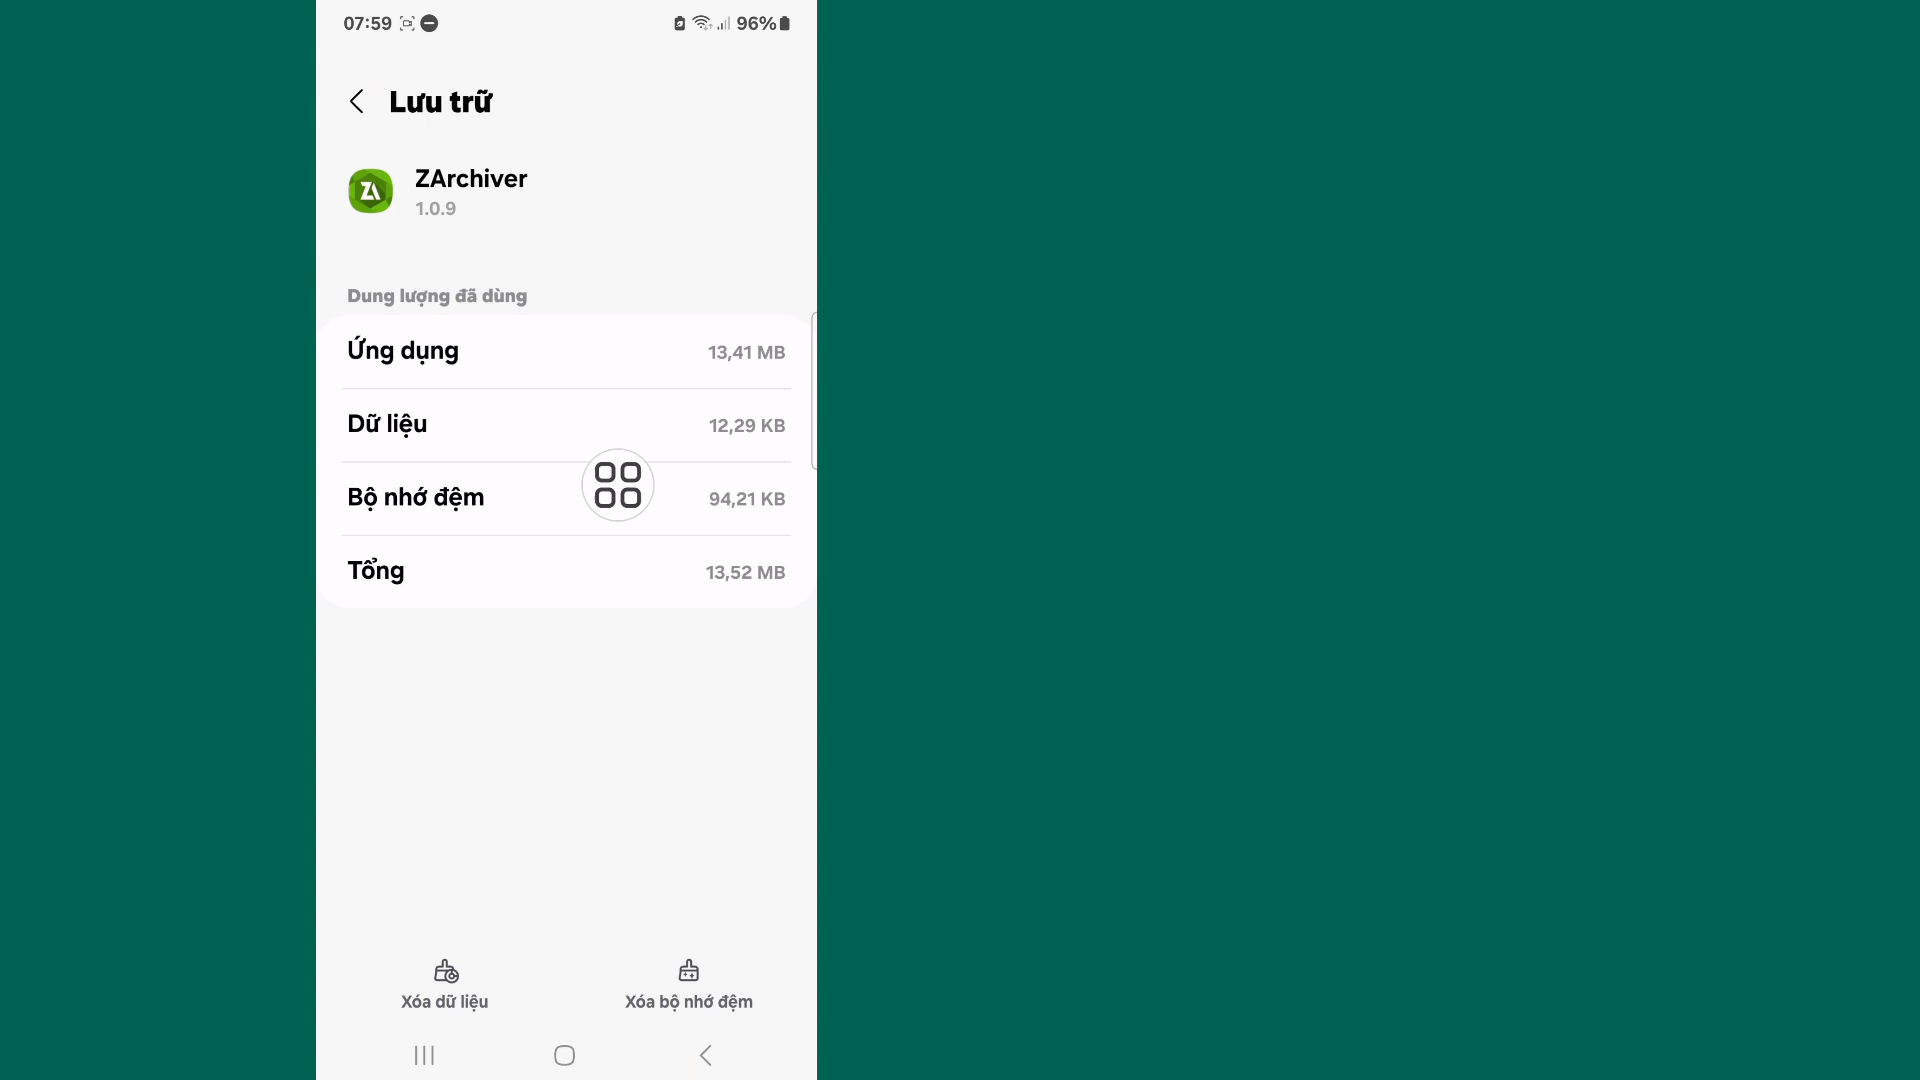 07:59 96%
Lưu trữ
ZArchiver
1.0.9
Dung lượng đã dùng
Ứng dụng 13,41 MB
Dữ liệu 12,29 KB
Bộ nhớ đệm 94,21 KB
Tổng 13,52 MB
Xóa dữ liệu Xóa bộ nhớ đệm